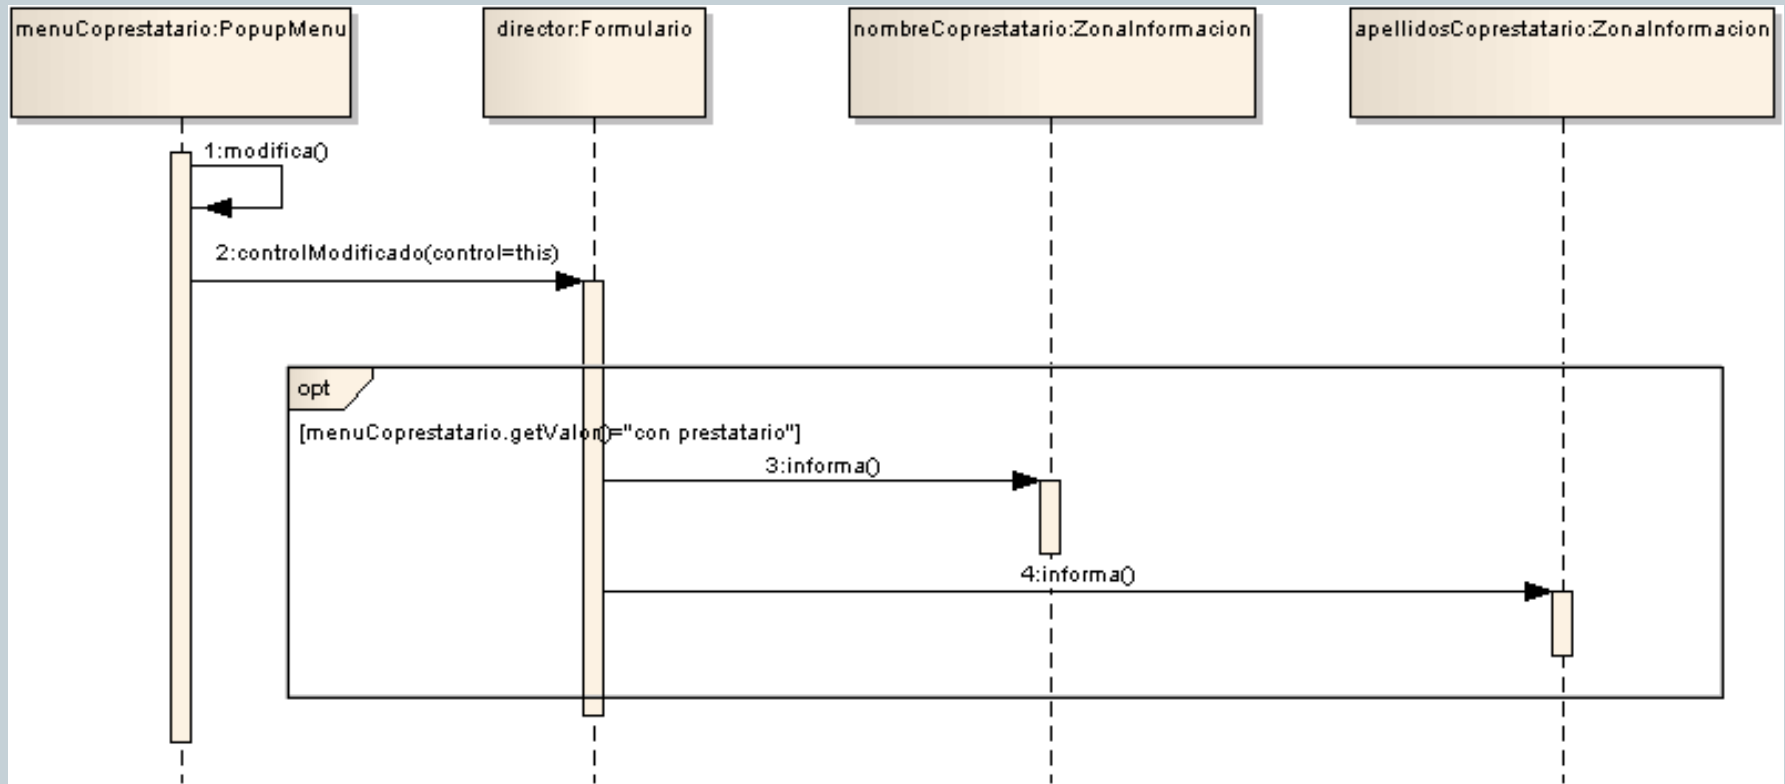 menuCoprestatario:PopupMenu
director:Formulario
nombreCoprestatario:ZonaInformacion
apellidosCoprestatario:ZonaInformacion
1:modifica()
2:controlModificado(control=this)
opt
[menuCoprestatario.getValor()="con prestatario"]
3:informa()
4:informa()